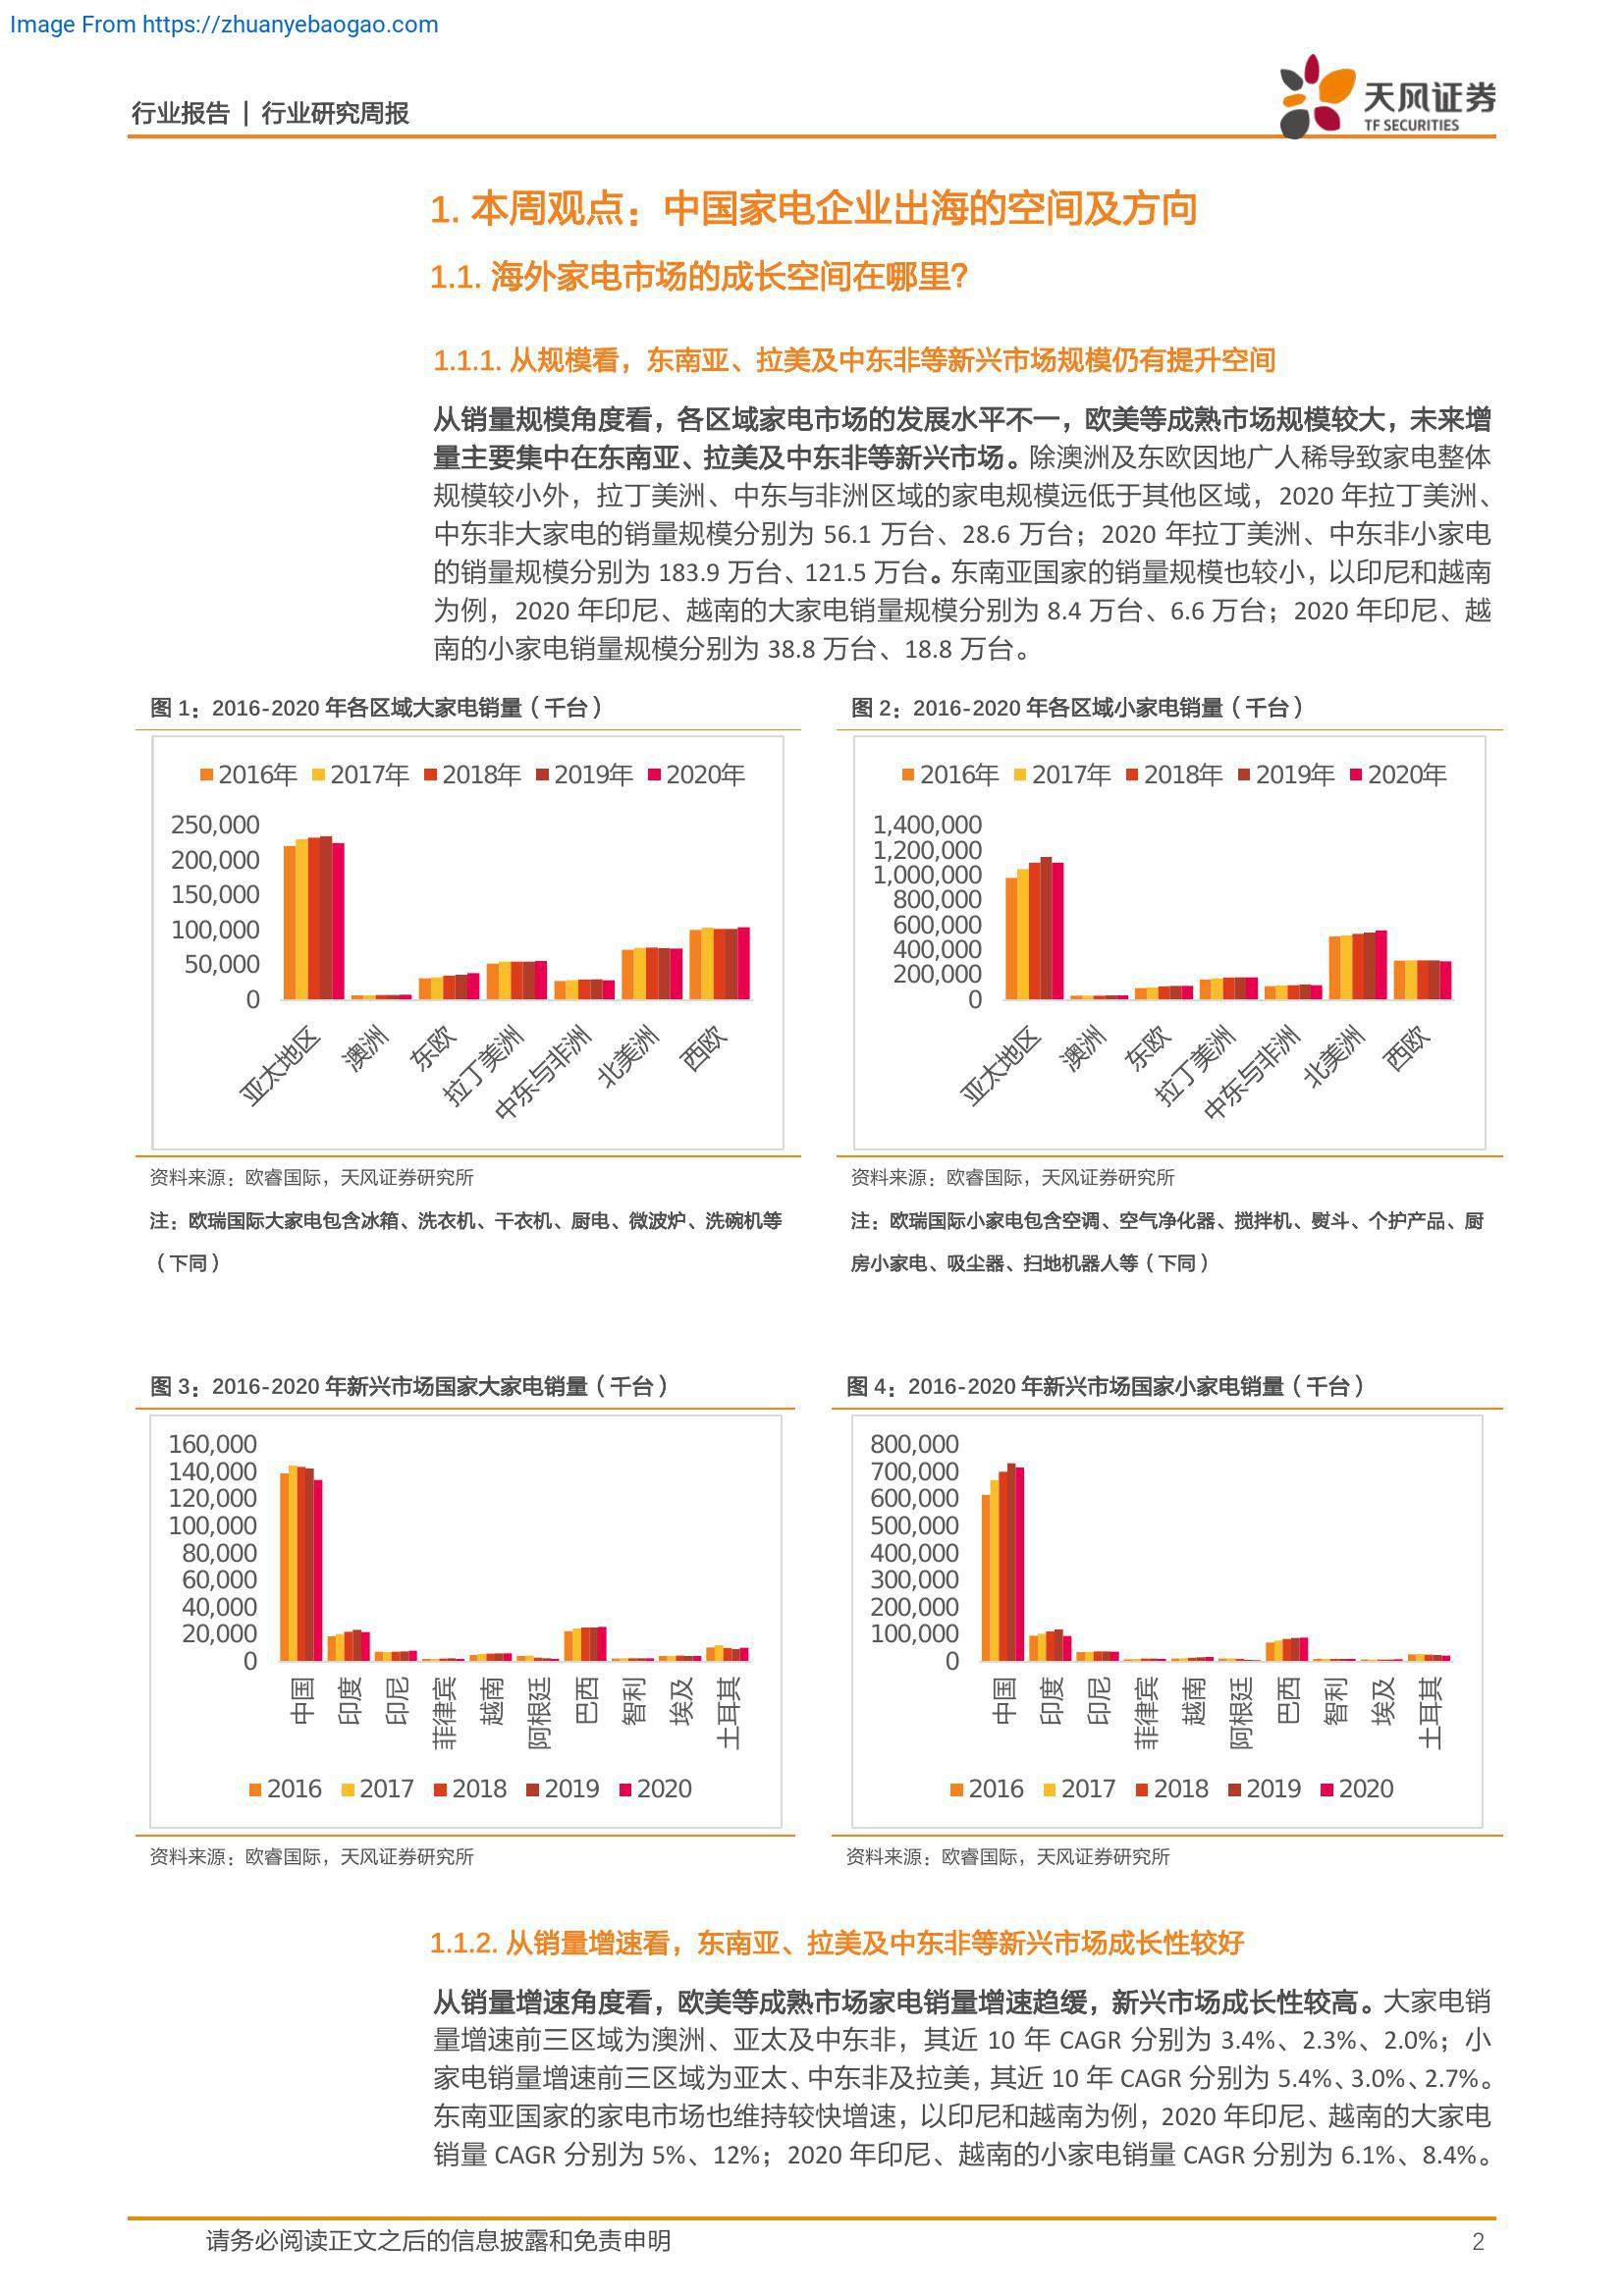 Image From https://zhuanyebaogao.com
行业报告 | 行业研究周报
天风证券
TF SECURITIES
1. 本周观点：中国家电企业出海的空间及方向
1.1. 海外家电市场的成长空间在哪里？
1.1.1. 从规模看，东南亚、拉美及中东非等新兴市场规模仍有提升空间
从销量规模角度看，各区域家电市场的发展水平不一，欧美等成熟市场规模较大，未来增
量主要集中在东南亚、拉美及中东非等新兴市场。除澳洲及东欧因地广人稀导致家电整体
规模较小外，拉丁美洲、中东与非洲区域的家电规模远低于其他区域，2020 年拉丁美洲、
中东非大家电的销量规模分别为 56.1 万台、28.6 万台；2020 年拉丁美洲、中东非小家电
的销量规模分别为 183.9 万台、121.5 万台。东南亚国家的销量规模也较小，以印尼和越南
为例，2020 年印尼、越南的大家电销量规模分别为 8.4 万台、6.6 万台；2020 年印尼、越
南的小家电销量规模分别为 38.8 万台、18.8 万台。
图 1：2016-2020 年各区域大家电销量（千台）
2016年 2017年 2018年 2019年 2020年
250,000
200,000
150,000
100,000
50,000
0
亚太地区 澳洲 东欧 拉丁美洲 中东与非洲 北美洲 西欧
资料来源：欧睿国际，天风证券研究所
注：欧瑞国际大家电包含冰箱、洗衣机、干衣机、厨电、微波炉、洗碗机等
（下同）
图 2：2016-2020 年各区域小家电销量（千台）
2016年 2017年 2018年 2019年 2020年
1,400,000
1,200,000
1,000,000
800,000
600,000
400,000
200,000
0
亚太地区 澳洲 东欧 拉丁美洲 中东与非洲 北美洲 西欧
资料来源：欧睿国际，天风证券研究所
注：欧瑞国际小家电包含空调、空气净化器、搅拌机、熨斗、个护产品、厨
房小家电、吸尘器、扫地机器人等（下同）
图 3：2016-2020 年新兴市场国家大家电销量（千台）
160,000
140,000
120,000
100,000
80,000
60,000
40,000
20,000
0
中国 印度 印尼 菲律宾 越南 阿根廷 巴西 智利 埃及 土耳其
2016 2017 2018 2019 2020
资料来源：欧睿国际，天风证券研究所
图 4：2016-2020 年新兴市场国家小家电销量（千台）
800,000
700,000
600,000
500,000
400,000
300,000
200,000
100,000
0
中国 印度 印尼 菲律宾 越南 阿根廷 巴西 智利 埃及 土耳其
2016 2017 2018 2019 2020
资料来源：欧睿国际，天风证券研究所
1.1.2. 从销量增速看，东南亚、拉美及中东非等新兴市场成长性较好
从销量增速角度看，欧美等成熟市场家电销量增速趋缓，新兴市场成长性较高。大家电销
量增速前三区域为澳洲、亚太及中东非，其近 10 年 CAGR 分别为 3.4%、2.3%、2.0%；小
家电销量增速前三区域为亚太、中东非及拉美，其近 10 年 CAGR 分别为 5.4%、3.0%、2.7%。
东南亚国家的家电市场也维持较快增速，以印尼和越南为例，2020 年印尼、越南的大家电
销量 CAGR 分别为 5%、12%；2020 年印尼、越南的小家电销量 CAGR 分别为 6.1%、8.4%。
请务必阅读正文之后的信息披露和免责申明
2